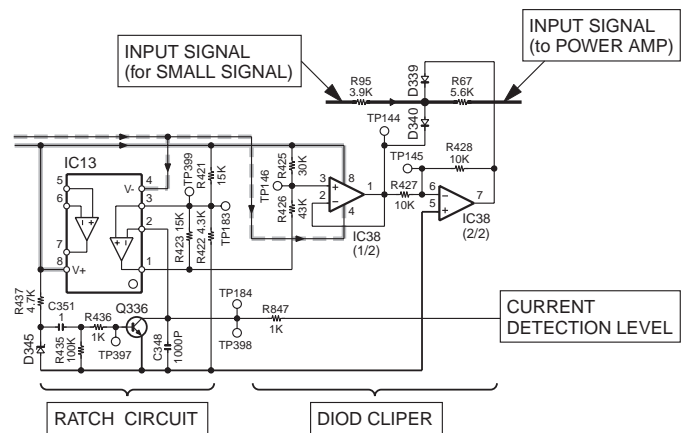 INPUT SIGNAL
(for SMALL SIGNAL)
INPUT SIGNAL
(to POWER AMP)
R95
3.9K
D339
R67
5.6K
D340
TP144
IC13
5
6
7
8
V+
V-
4
3
2
1
TP399
R421
15K
R423 15K
R422 4.3K
TP183
TP146
R425
30K
R426
43K
3
2
8
4
1
IC38
(1/2)
TP145
R428
10K
R427
10K
6
5
7
IC38
(2/2)
R437
4.7K
C351
1
R436
1K
Q336
TP397
D345
R435
100K
C348
1000P
TP184
TP398
R847
1K
CURRENT
DETECTION LEVEL
RATCH CIRCUIT
DIOD CLIPER